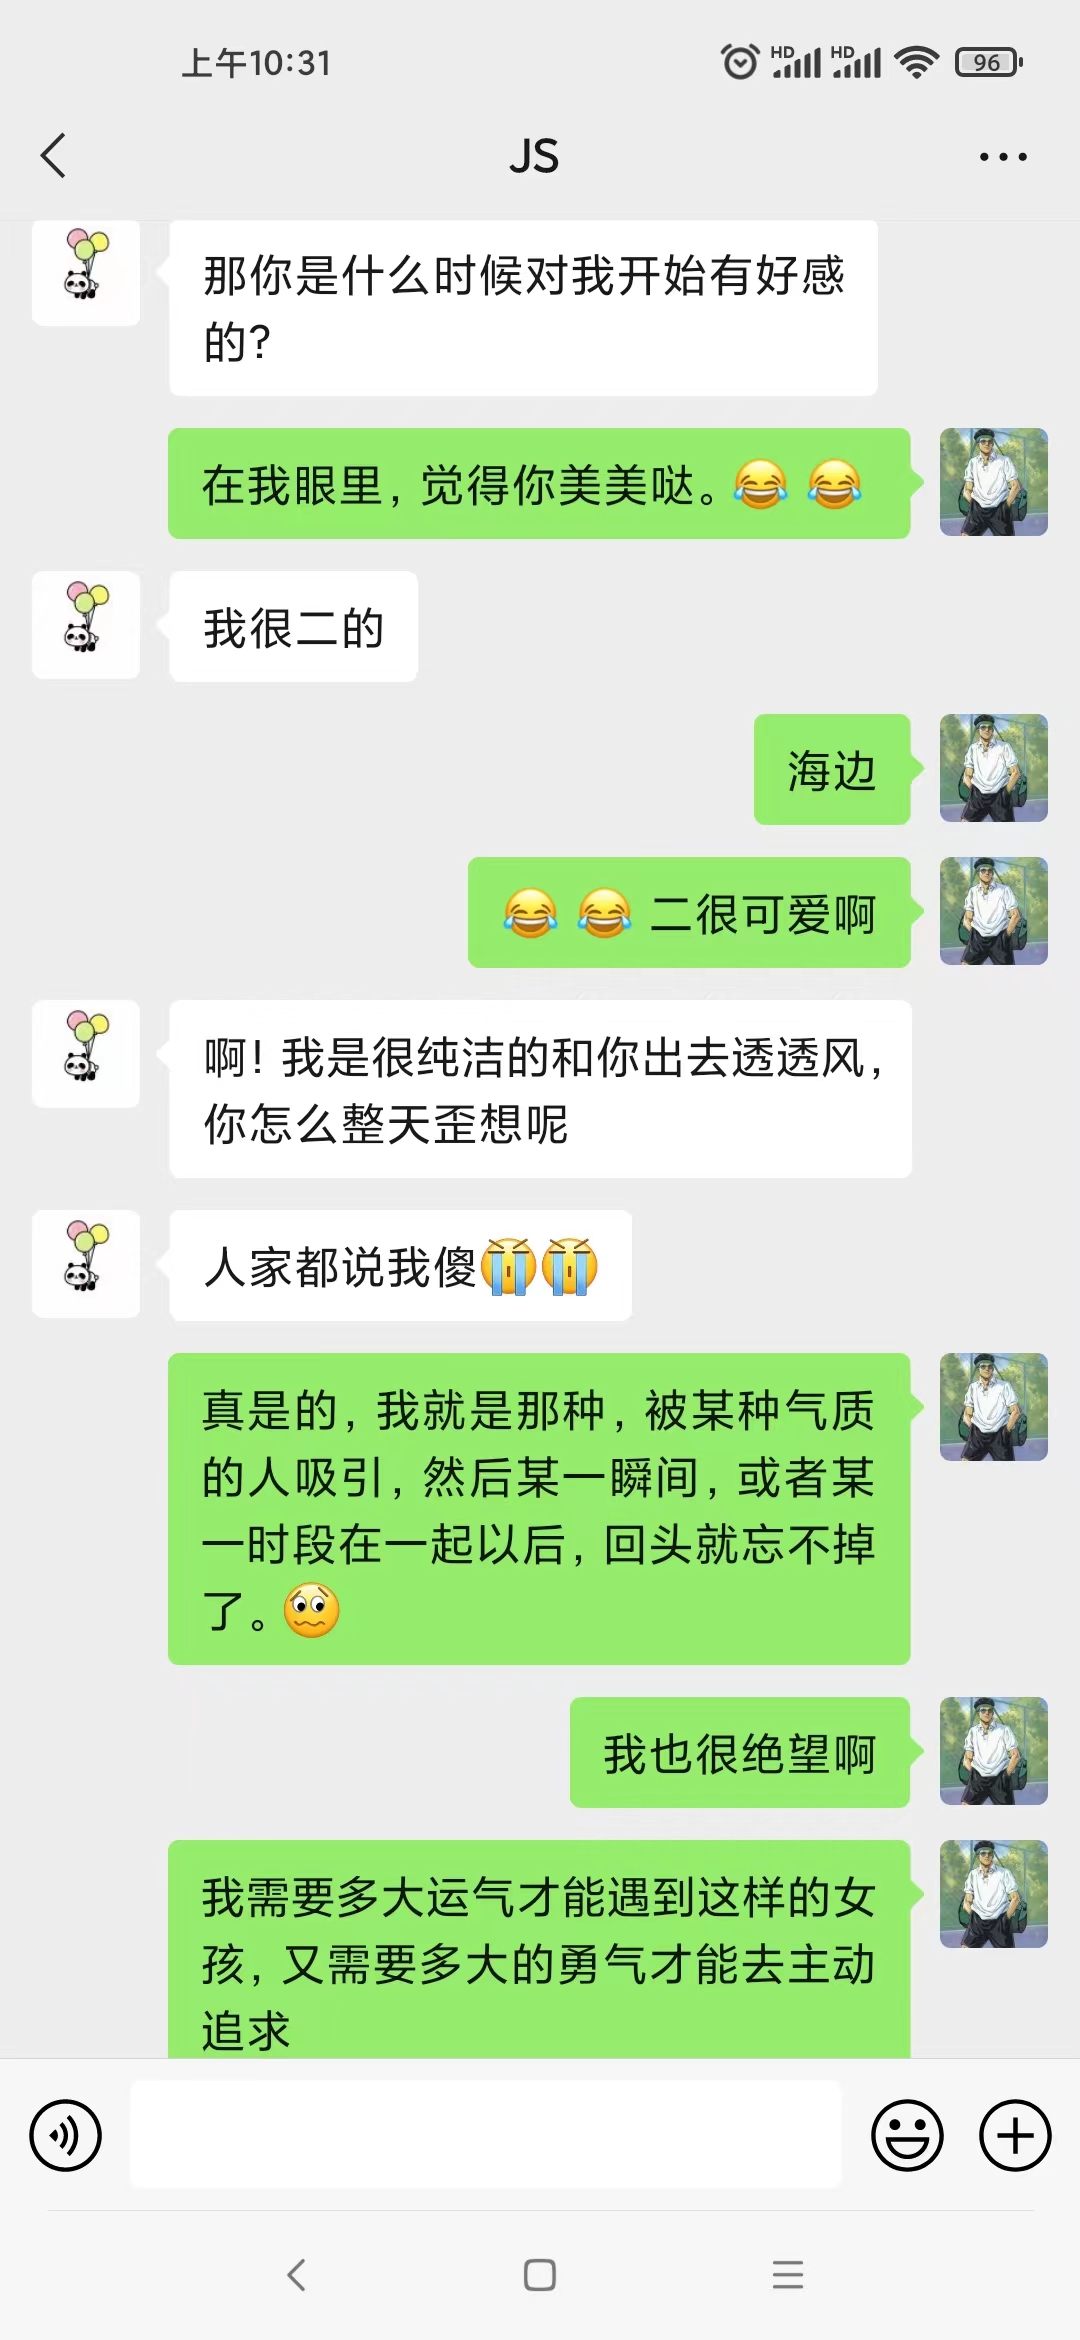 上午10:31
HD HD 96
JS
那你是什么时候对我开始有好感
的?
在我眼里，觉得你美美哒。😂 😂
我很二的
海边
😂 😂 二很可爱啊
啊！我是很纯洁的和你出去透透风，
你怎么整天歪想呢
人家都说我傻😭😭
真是的，我就是那种，被某种气质
的人吸引，然后某一瞬间，或者某
一时段在一起以后，回头就忘不掉
了。🥴
我也很绝望啊
我需要多大运气才能遇到这样的女
孩，又需要多大的勇气才能去主动
追求